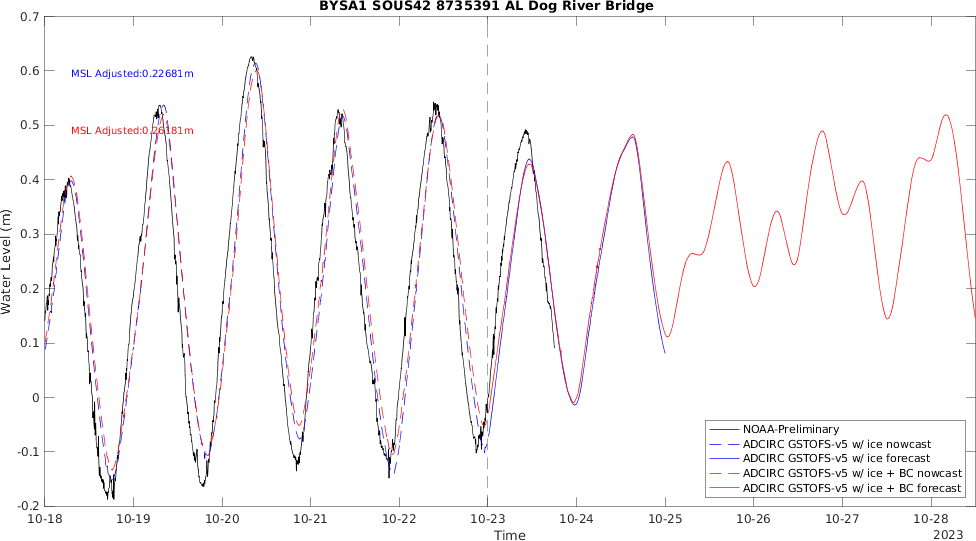 BYSA1 SOUS42 8735391 AL Dog River Bridge
0.7
0.6
0.5
0.4
0.3
0.2
0.1
0
-0.1
-0.2
Water Level (m)
MSL Adjusted:0.22681m
MSL Adjusted:0.26181m
NOAA-Preliminary
ADCIRC GSTOFS-v5 w/ ice nowcast
ADCIRC GSTOFS-v5 w/ ice forecast
ADCIRC GSTOFS-v5 w/ ice + BC nowcast
ADCIRC GSTOFS-v5 w/ ice + BC forecast
10-18 10-19 10-20 10-21 10-22 10-23 10-24 10-25 10-26 10-27 10-28
Time
2023